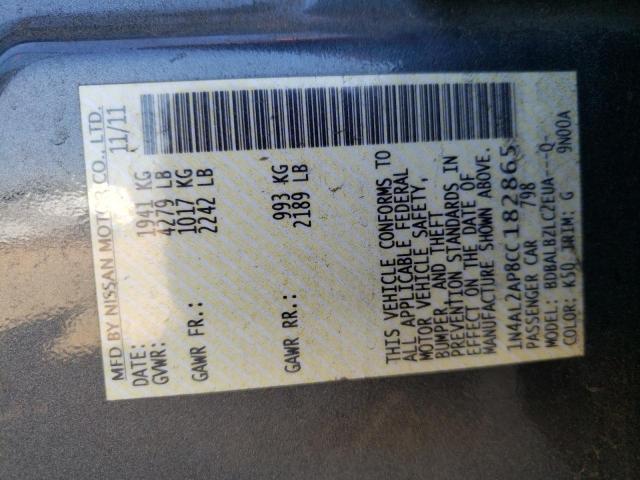 MFD BY NISSAN MOTOR CO., LTD.
DATE: 11/11
GVWR: 1941 KG
4279 LB
GAWR FR.: 1017 KG
2242 LB
GAWR RR.: 993 KG
2189 LB
THIS VEHICLE CONFORMS TO
ALL APPLICABLE FEDERAL
MOTOR VEHICLE SAFETY,
BUMPER, AND THEFT
PREVENTION STANDARDS IN
EFFECT ON THE DATE OF
MANUFACTURE SHOWN ABOVE.
1N4AL2AP8CC182865
PASSENGER CAR 798
MODEL: BDBALBZLCZEUA---Q-
COLOR: K50 TRIM: G 9N00A